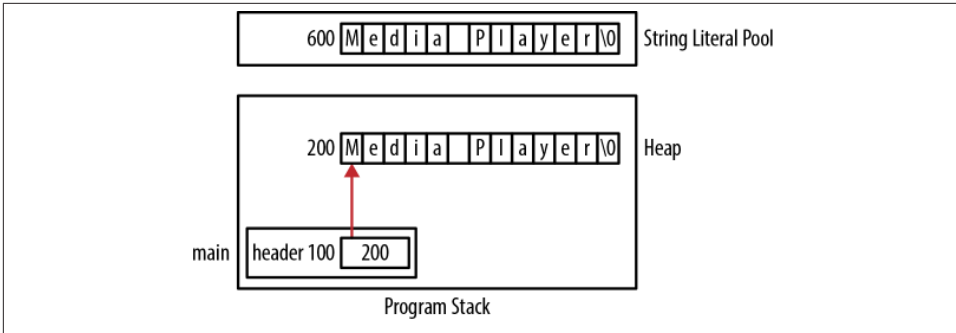 600 M e d i a P l a y e r \0 String Literal Pool
200 M e d i a P l a y e r \0 Heap
main header 100 200
Program Stack